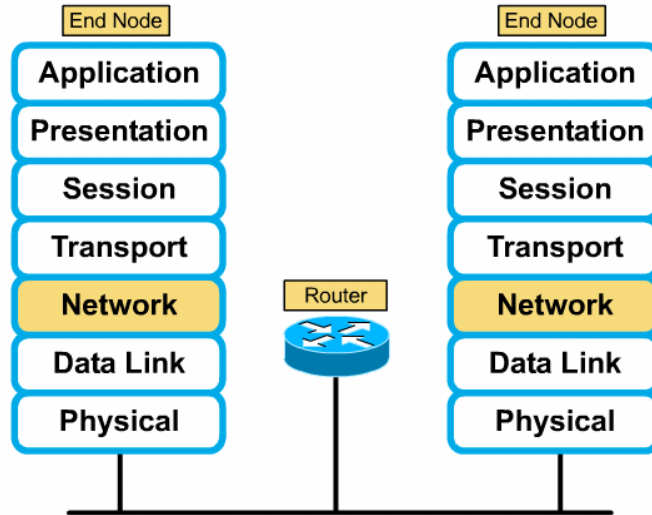 End Node
Application
Presentation
Session
Transport
Network
Data Link
Physical
Router
End Node
Application
Presentation
Session
Transport
Network
Data Link
Physical